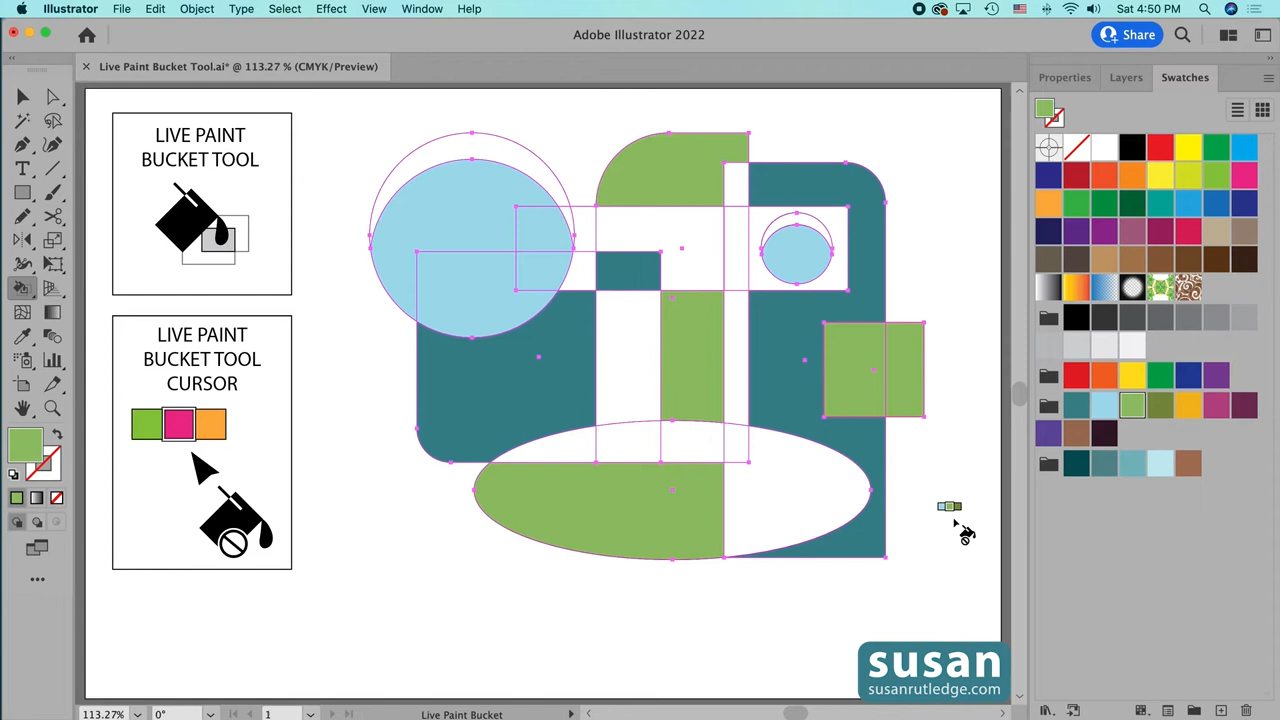 Illustrator File Edit Object Type Select Effect View Window Help
Sat 4:50 PM
Adobe Illustrator 2022
Share
Live Paint Bucket Tool.ai* @ 113.27 % (CMYK/Preview)
Properties Layers Swatches
LIVE PAINT
BUCKET TOOL
LIVE PAINT
BUCKET TOOL
CURSOR
susan
susanrutledge.com
113.27% 0° 1 Live Paint Bucket